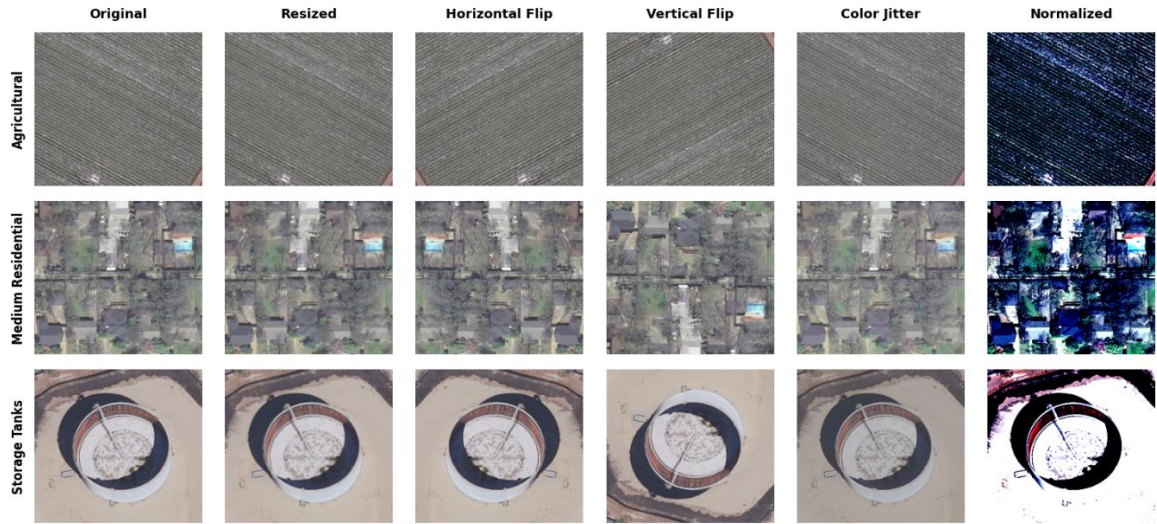 Original Resized Horizontal Flip Vertical Flip Color Jitter Normalized
Agricultural
Medium Residential
Storage Tanks